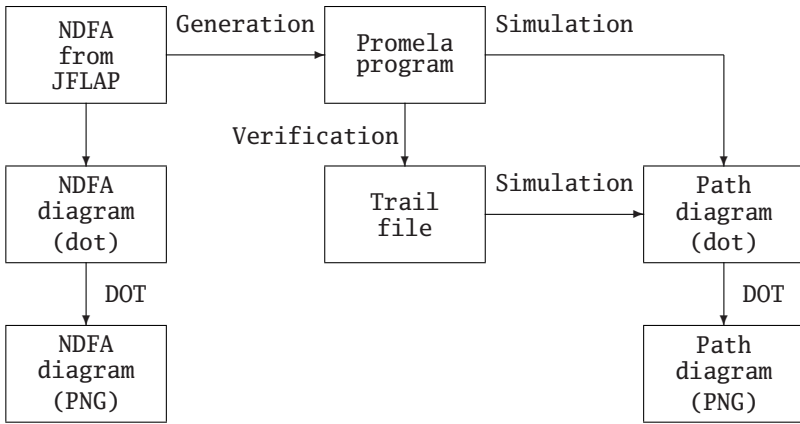 NDFA
from
JFLAP
Generation
Promela
program
Simulation
Verification
NDFA
diagram
(dot)
Trail
file
Simulation
Path
diagram
(dot)
DOT
DOT
NDFA
diagram
(PNG)
Path
diagram
(PNG)